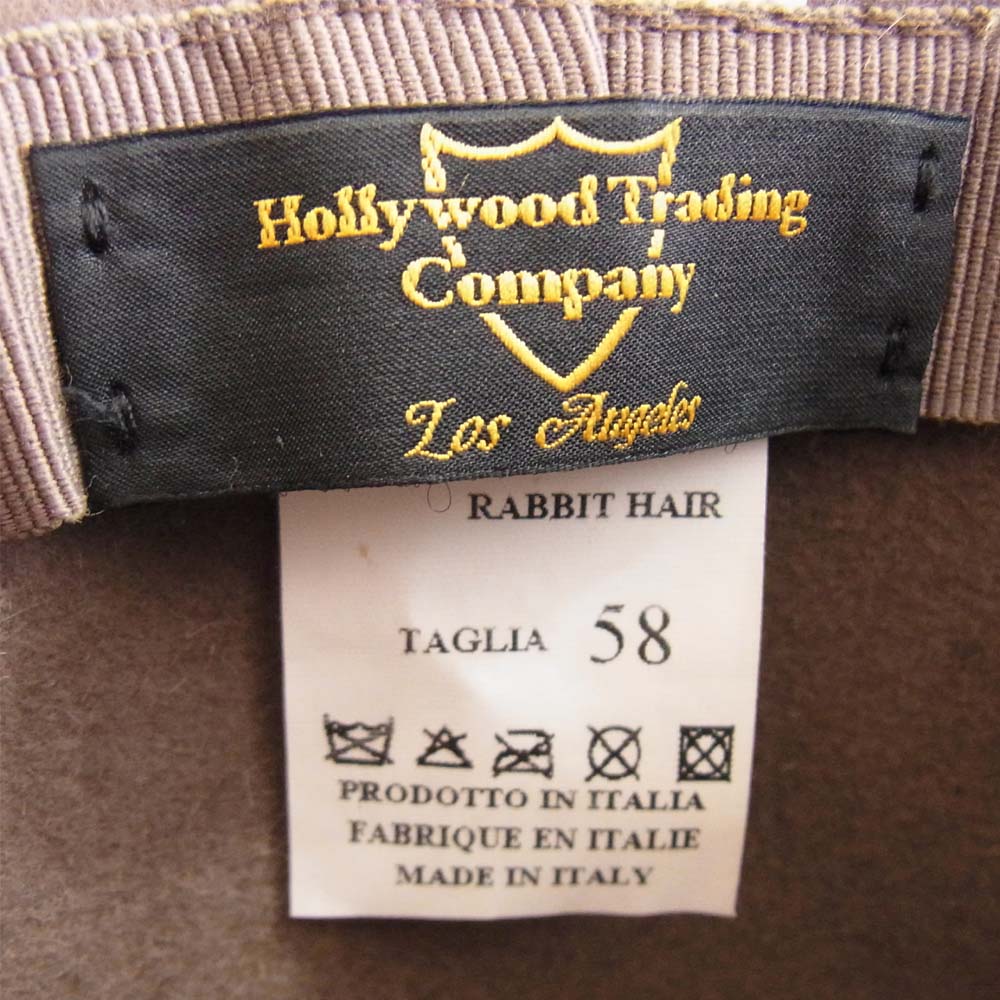 Hollywood Trading
Company
Los Angeles
RABBIT HAIR
TAGLIA 58
PRODOTTO IN ITALIA
FABRIQUE EN ITALIE
MADE IN ITALY